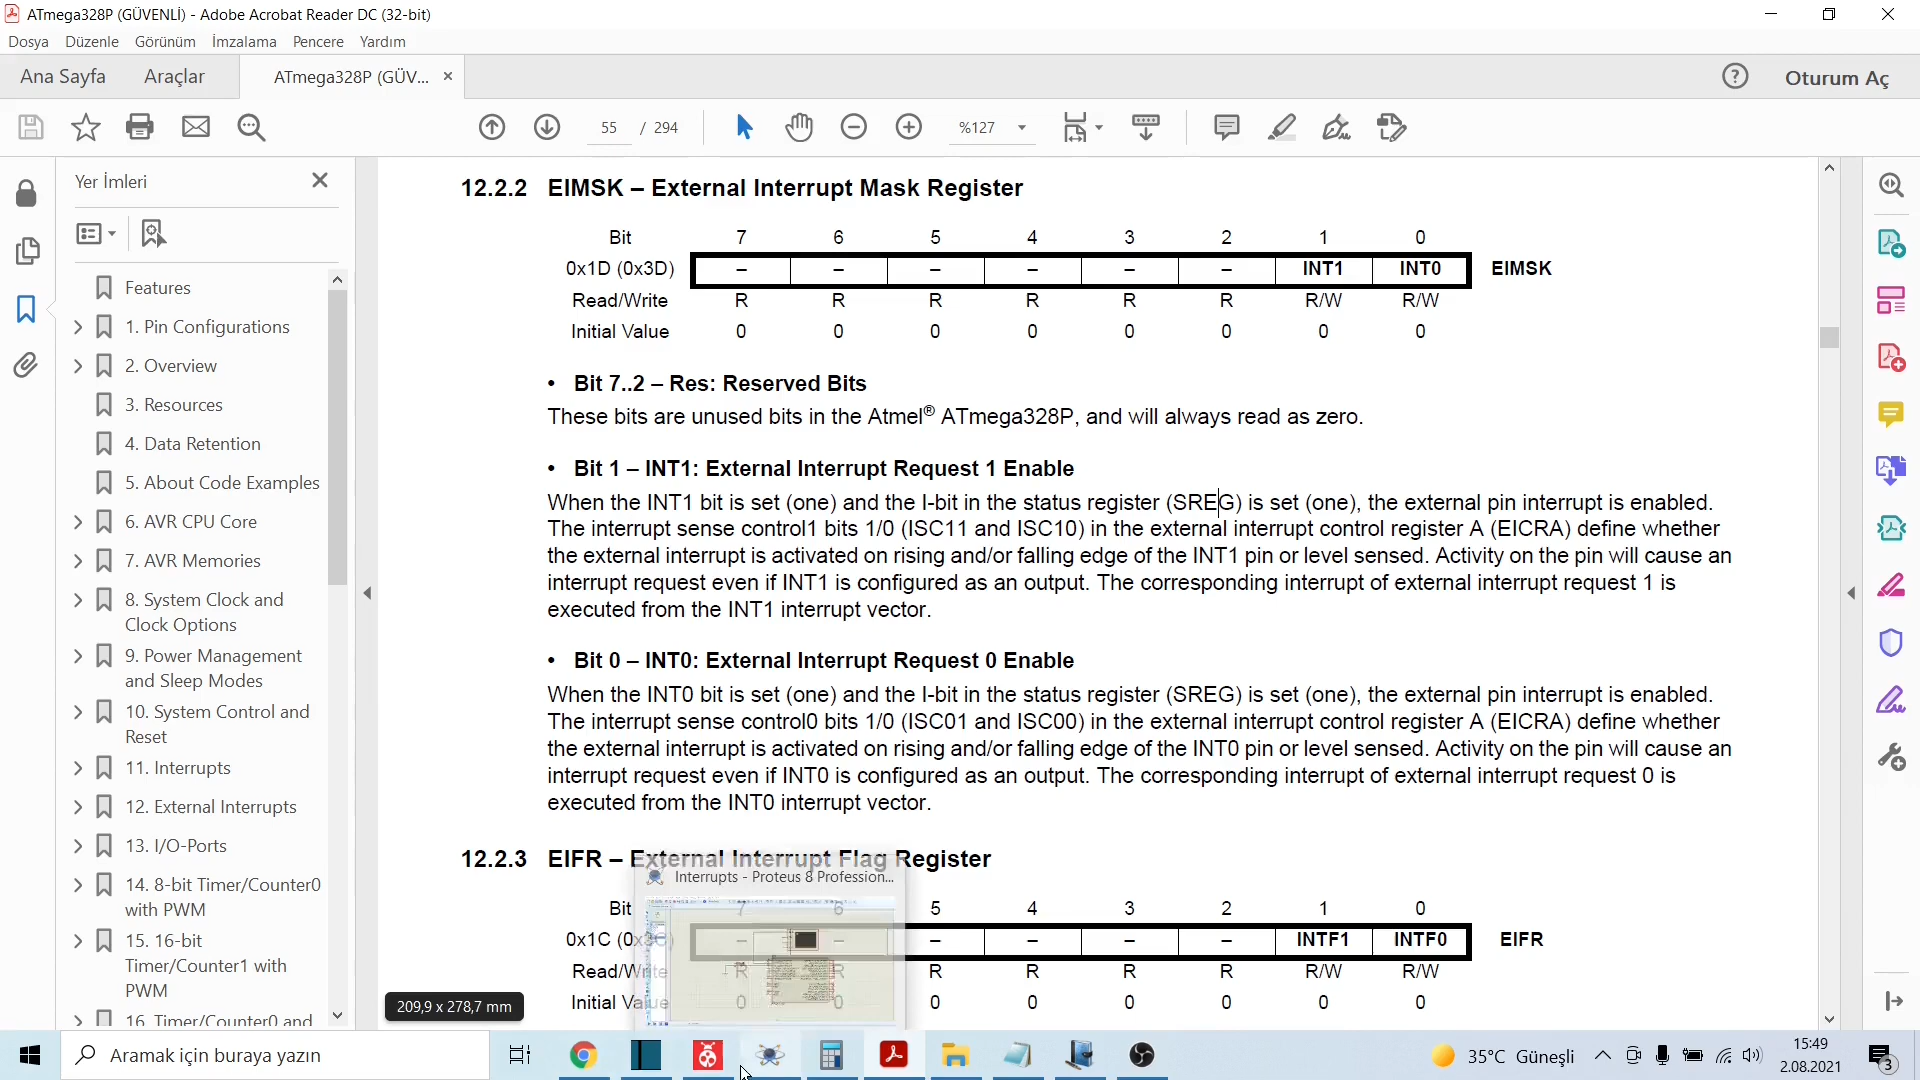 ATmega328P (GÜVENLİ) - Adobe Acrobat Reader DC (32-bit)
Dosya Düzenle Görünüm İmzalama Pencere Yardım
Ana Sayfa Araçlar ATmega328P (GÜV... × Oturum Aç
55 / 294 %127
Yer İmleri
Features
1. Pin Configurations
2. Overview
3. Resources
4. Data Retention
5. About Code Examples
6. AVR CPU Core
7. AVR Memories
8. System Clock and
Clock Options
9. Power Management
and Sleep Modes
10. System Control and
Reset
11. Interrupts
12. External Interrupts
13. I/O-Ports
14. 8-bit Timer/Counter0
with PWM
15. 16-bit
Timer/Counter1 with
PWM
16. Timer/Counter0 and
12.2.2 EIMSK – External Interrupt Mask Register
Bit 7 6 5 4 3 2 1 0
0x1D (0x3D) – – – – – – INT1 INT0 EIMSK
Read/Write R R R R R R R/W R/W
Initial Value 0 0 0 0 0 0 0 0
• Bit 7..2 – Res: Reserved Bits
These bits are unused bits in the Atmel® ATmega328P, and will always read as zero.
• Bit 1 – INT1: External Interrupt Request 1 Enable
When the INT1 bit is set (one) and the I-bit in the status register (SREG) is set (one), the external pin interrupt is enabled.
The interrupt sense control1 bits 1/0 (ISC11 and ISC10) in the external interrupt control register A (EICRA) define whether
the external interrupt is activated on rising and/or falling edge of the INT1 pin or level sensed. Activity on the pin will cause an
interrupt request even if INT1 is configured as an output. The corresponding interrupt of external interrupt request 1 is
executed from the INT1 interrupt vector.
• Bit 0 – INT0: External Interrupt Request 0 Enable
When the INT0 bit is set (one) and the I-bit in the status register (SREG) is set (one), the external pin interrupt is enabled.
The interrupt sense control0 bits 1/0 (ISC01 and ISC00) in the external interrupt control register A (EICRA) define whether
the external interrupt is activated on rising and/or falling edge of the INT0 pin or level sensed. Activity on the pin will cause an
interrupt request even if INT0 is configured as an output. The corresponding interrupt of external interrupt request 0 is
executed from the INT0 interrupt vector.
12.2.3 EIFR – External Interrupt Flag Register
Interrupts - Proteus 8 Profession...
Bit 7 6 5 4 3 2 1 0
0x1C (0x3C) – – – – – – INTF1 INTF0 EIFR
Read/Write R R R R R R R/W R/W
Initial Value 0 0 0 0 0 0 0 0
209,9 x 278,7 mm
Aramak için buraya yazın
35°C Güneşli
15:49
2.08.2021
3